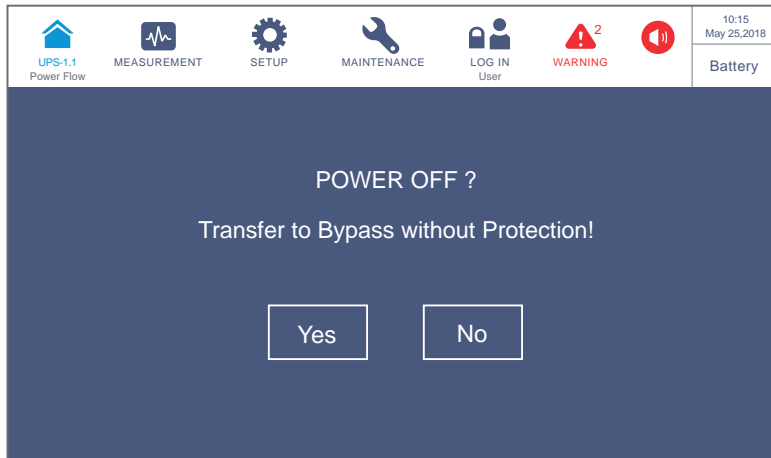 UPS-1.1
Power Flow
MEASUREMENT
SETUP
MAINTENANCE
LOG IN
User
2
WARNING
10:15
May 25,2018
Battery
POWER OFF ?
Transfer to Bypass without Protection!
Yes
No